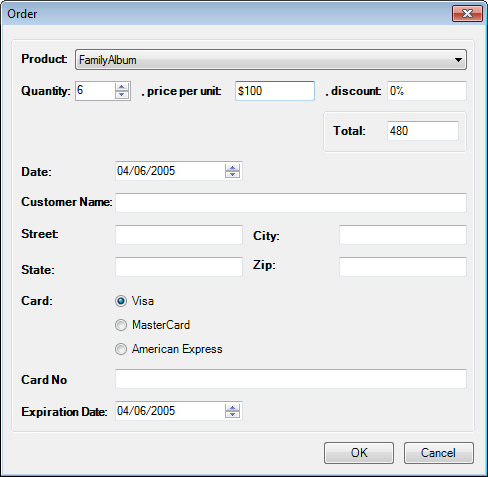 Order
Product: FamilyAlbum
Quantity: 6 , price per unit: $100 , discount: 0%
Total: 480
Date: 04/06/2005
Customer Name:
Street: City:
State: Zip:
Card: Visa
MasterCard
American Express
Card No
Expiration Date: 04/06/2005
OK Cancel